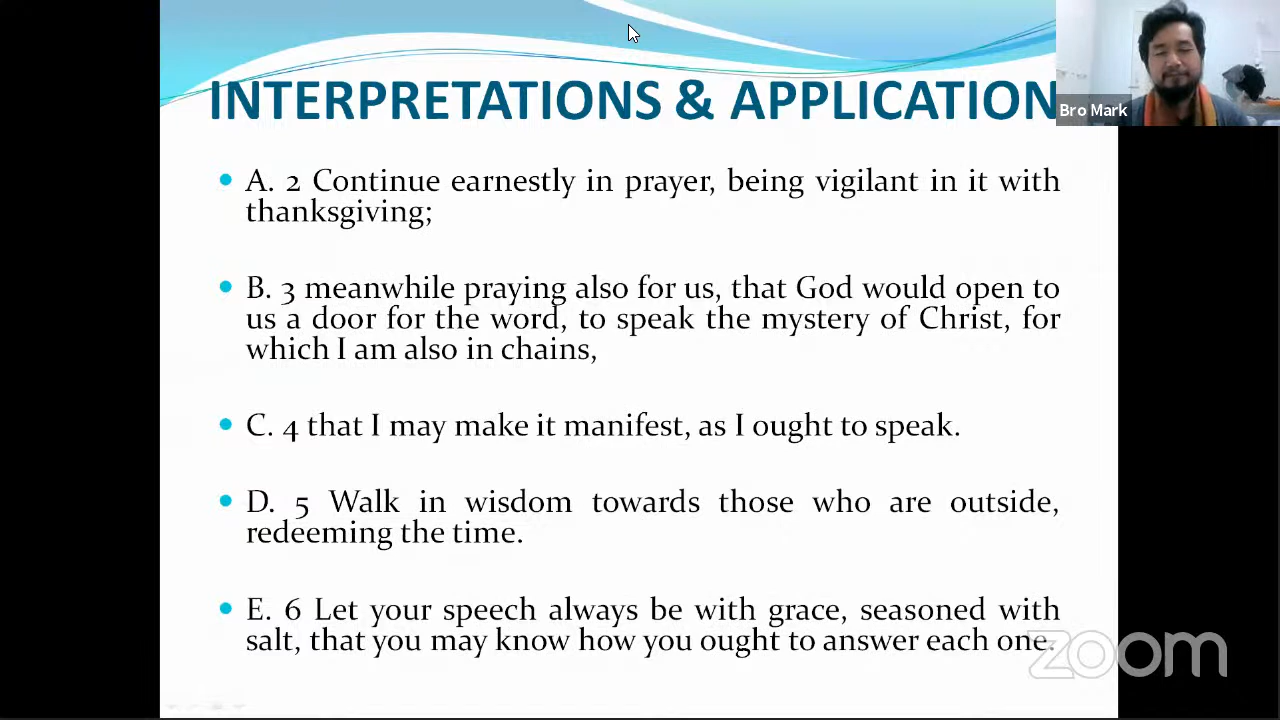 INTERPRETATIONS & APPLICATION
Bro Mark
• A. 2 Continue earnestly in prayer, being vigilant in it with
thanksgiving;
• B. 3 meanwhile praying also for us, that God would open to
us a door for the word, to speak the mystery of Christ, for
which I am also in chains,
• C. 4 that I may make it manifest, as I ought to speak.
• D. 5 Walk in wisdom towards those who are outside,
redeeming the time.
• E. 6 Let your speech always be with grace, seasoned with
salt, that you may know how you ought to answer each one.
zoom